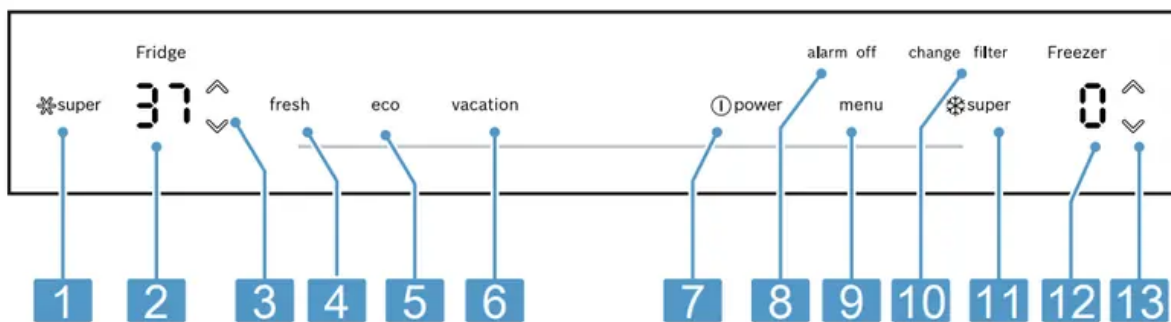 Fridge alarm off change filter Freezer
super 37 fresh eco vacation power menu super 0
1 2 3 4 5 6 7 8 9 10 11 12 13